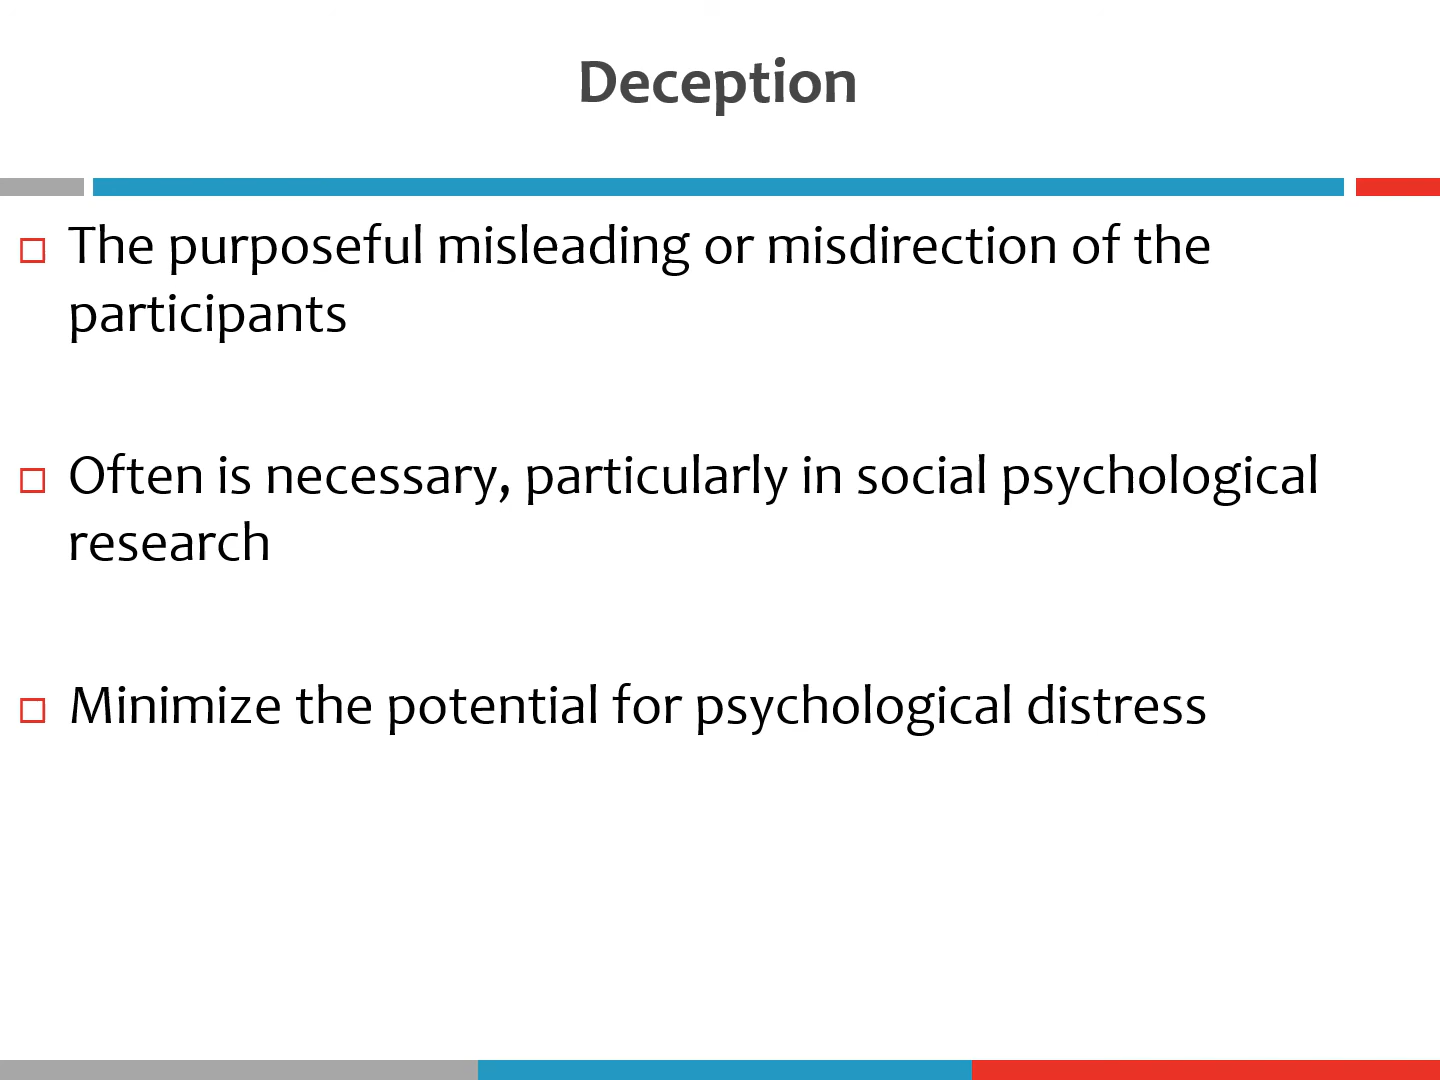 Deception
The purposeful misleading or misdirection of the
participants
Often is necessary, particularly in social psychological
research
Minimize the potential for psychological distress